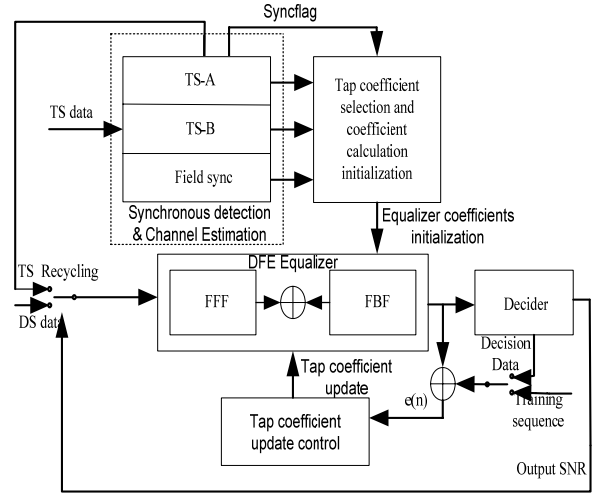 Syncflag
TS-A
TS-B
Field sync
TS data
Tap coefficient
selection and
coefficient
calculation
initialization
Synchronous detection
& Channel Estimation
Equalizer coefficients
initialization
TS Recycling
DS data
DFE Equalizer
FFF
FBF
Decider
Decision
Data
Training
sequence
Tap coefficient
update
e(n)
Tap coefficient
update control
Output SNR